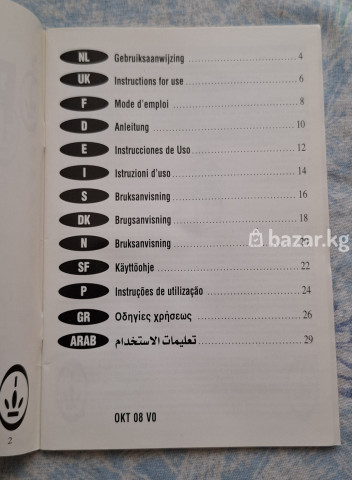 NL Gebruiksaanwijzing 4
UK Instructions for use 6
F Mode d'emploi 8
D Anleitung 10
E Instrucciones de Uso 12
I Istruzioni d'uso 14
S Bruksanvisning 16
DK Brugsanvisning 18
N Bruksanvisning
bazar.kg
SF Käyttöohje 22
P Instruções de utilização 24
GR Οδηγίες χρήσεως 26
ARAB تعليمات الاستخدام 29
OKT 08 V0
2